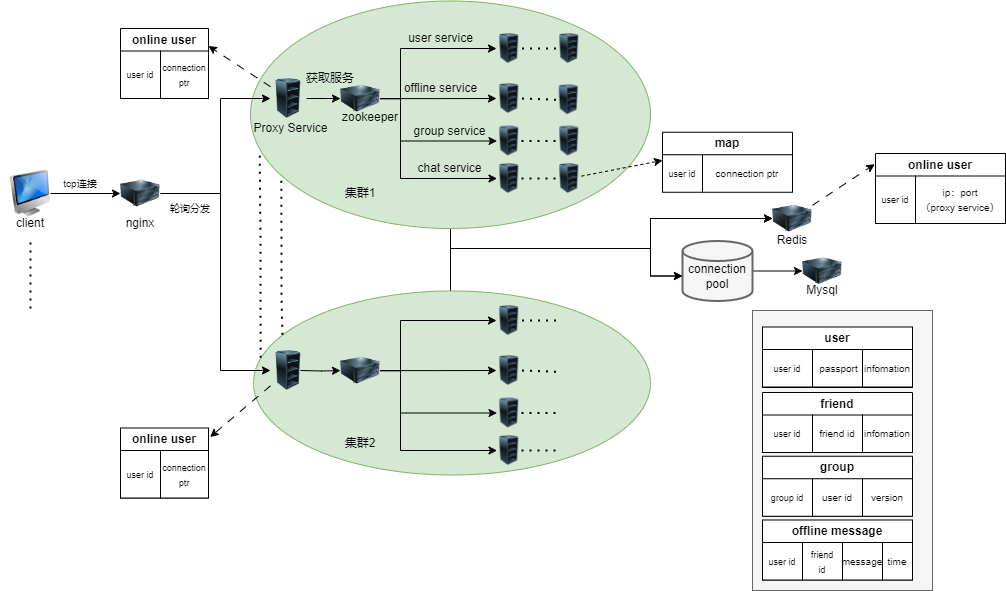 online user
user id
connection
ptr
client
tcp连接
nginx
轮询分发
Proxy Service
获取服务
zookeeper
user service
offline service
group service
chat service
集群1
map
user id
connection ptr
online user
user id
ip：port
（proxy service）
Redis
connection
pool
Mysql
集群2
online user
user id
connection
ptr
user
user id
passport
infomation
friend
user id
friend id
infomation
group
group id
user id
version
offline message
user id
friend
id
message
time